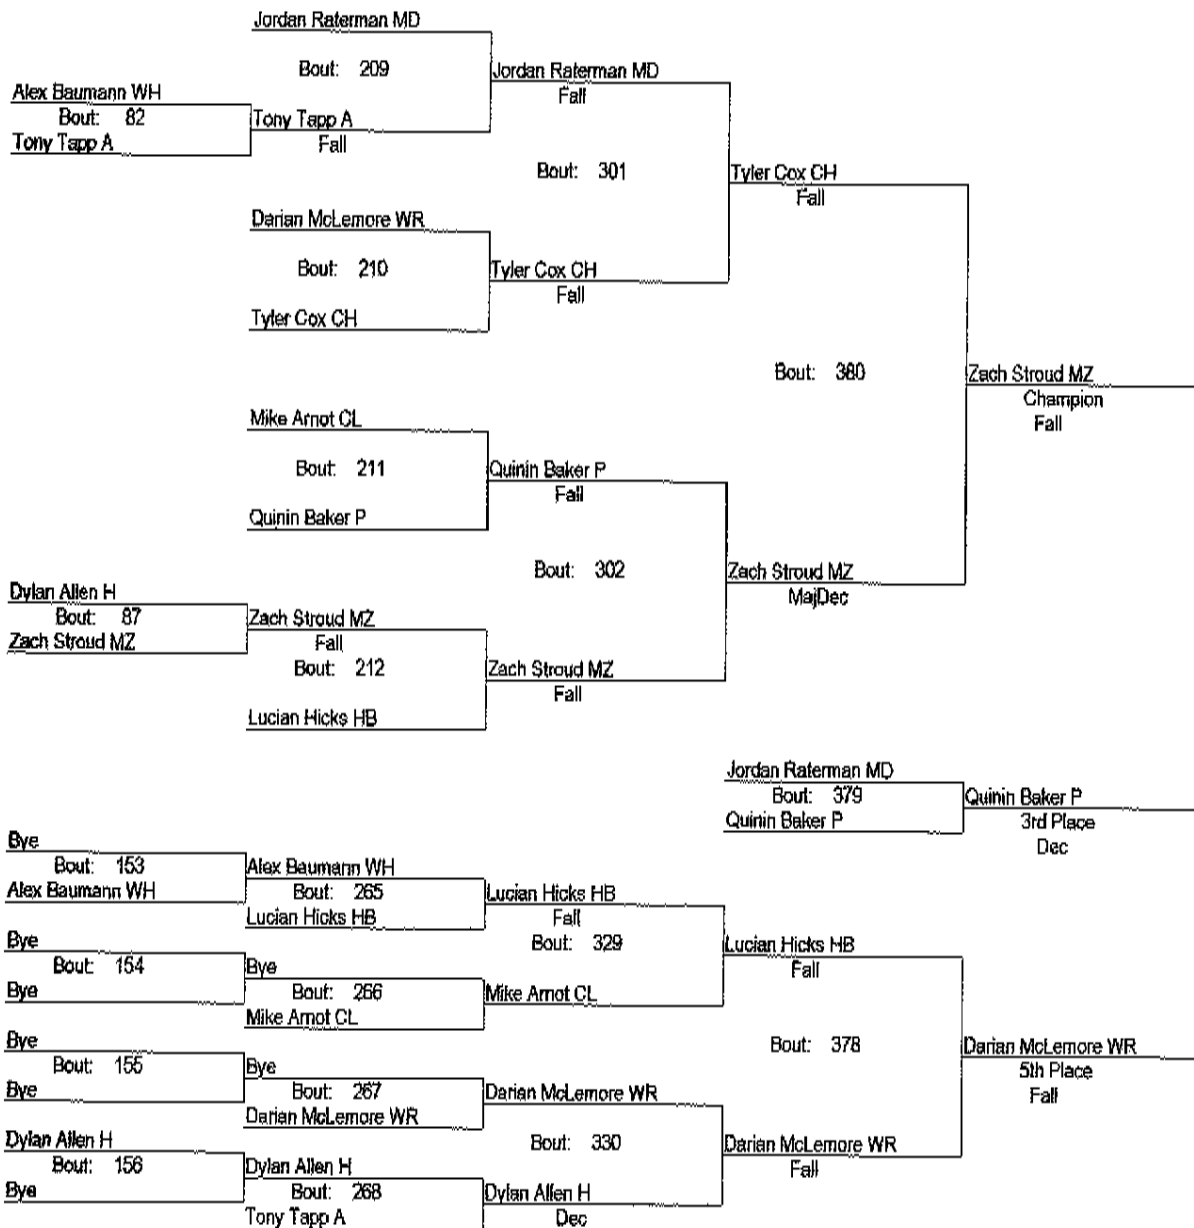 Jordan Raterman MD
Bout: 209
Jordan Raterman MD
Fall
Alex Baumann WH
Bout: 82
Tony Tapp A
Tony Tapp A
Fall
Bout: 301
Tyler Cox CH
Fall
Darian McLemore WR
Bout: 210
Tyler Cox CH
Fall
Tyler Cox CH
Bout: 380
Zach Stroud MZ
Champion
Fall
Mike Arnot CL
Bout: 211
Quinin Baker P
Fall
Quinin Baker P
Bout: 302
Zach Stroud MZ
MajDec
Dylan Allen H
Bout: 87
Zach Stroud MZ
Zach Stroud MZ
Fall
Bout: 212
Zach Stroud MZ
Fall
Lucian Hicks HB
Jordan Raterman MD
Bout: 379
Quinin Baker P
Quinin Baker P
3rd Place
Dec
Bye
Bout: 153
Alex Baumann WH
Alex Baumann WH
Bout: 265
Lucian Hicks HB
Lucian Hicks HB
Fall
Bout: 329
Lucian Hicks HB
Fall
Bye
Bout: 154
Bye
Bye
Bout: 266
Mike Arnot CL
Mike Arnot CL
Bout: 378
Darian McLemore WR
5th Place
Fall
Bye
Bout: 155
Bye
Bye
Bout: 267
Darian McLemore WR
Darian McLemore WR
Bout: 330
Darian McLemore WR
Fall
Dylan Allen H
Bout: 156
Bye
Dylan Allen H
Bout: 268
Tony Tapp A
Dylan Allen H
Dec